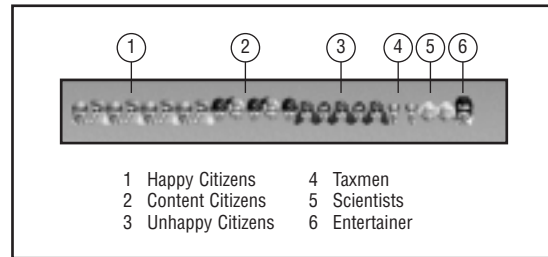 1 2 3 4 5 6
1 Happy Citizens 4 Taxmen
2 Content Citizens 5 Scientists
3 Unhappy Citizens 6 Entertainer